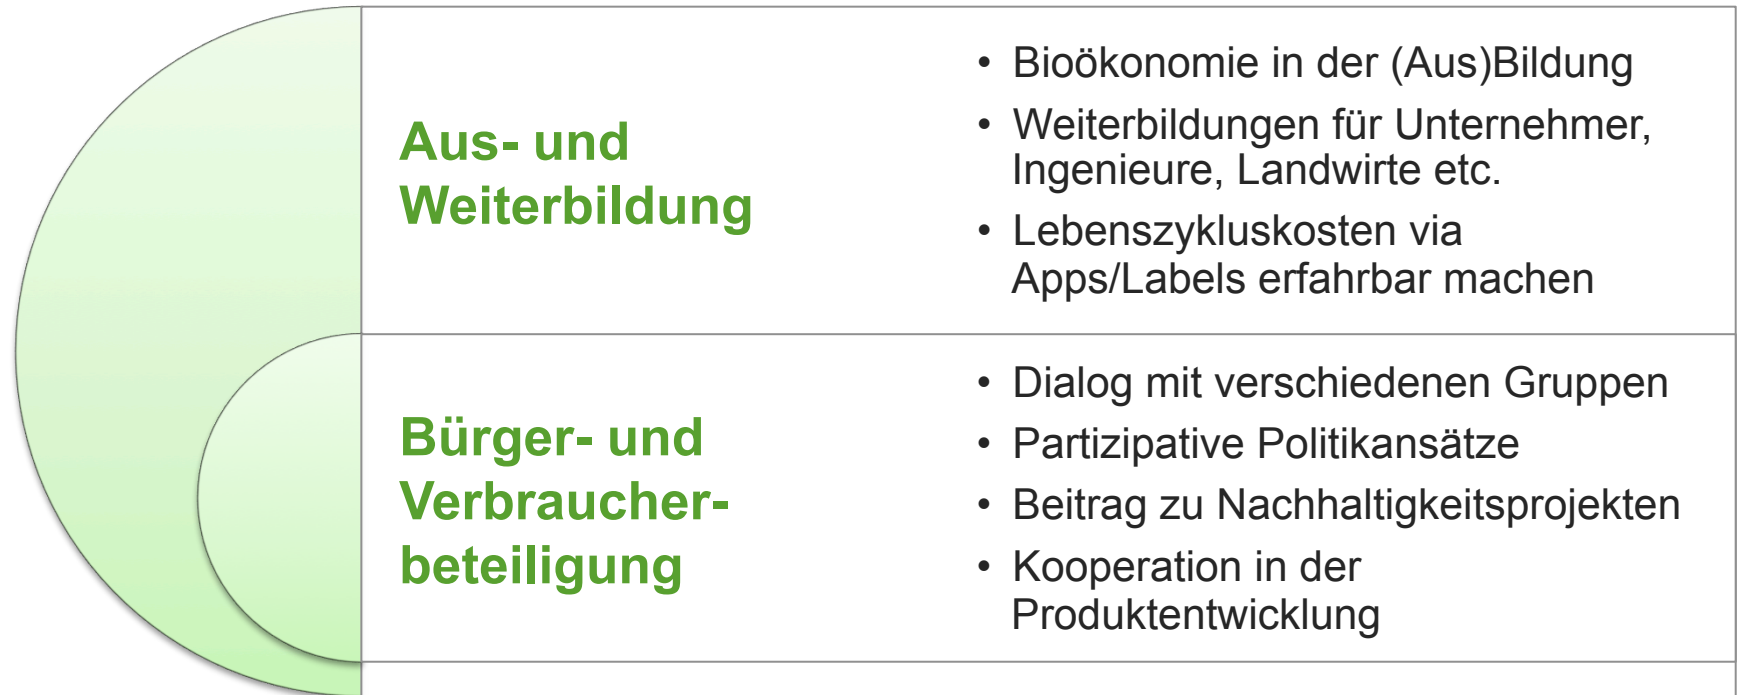 Aus- und
Weiterbildung
• Bioökonomie in der (Aus)Bildung
• Weiterbildungen für Unternehmer,
Ingenieure, Landwirte etc.
• Lebenszykluskosten via
Apps/Labels erfahrbar machen
Bürger- und
Verbraucher-
beteiligung
• Dialog mit verschiedenen Gruppen
• Partizipative Politikansätze
• Beitrag zu Nachhaltigkeitsprojekten
• Kooperation in der
Produktentwicklung